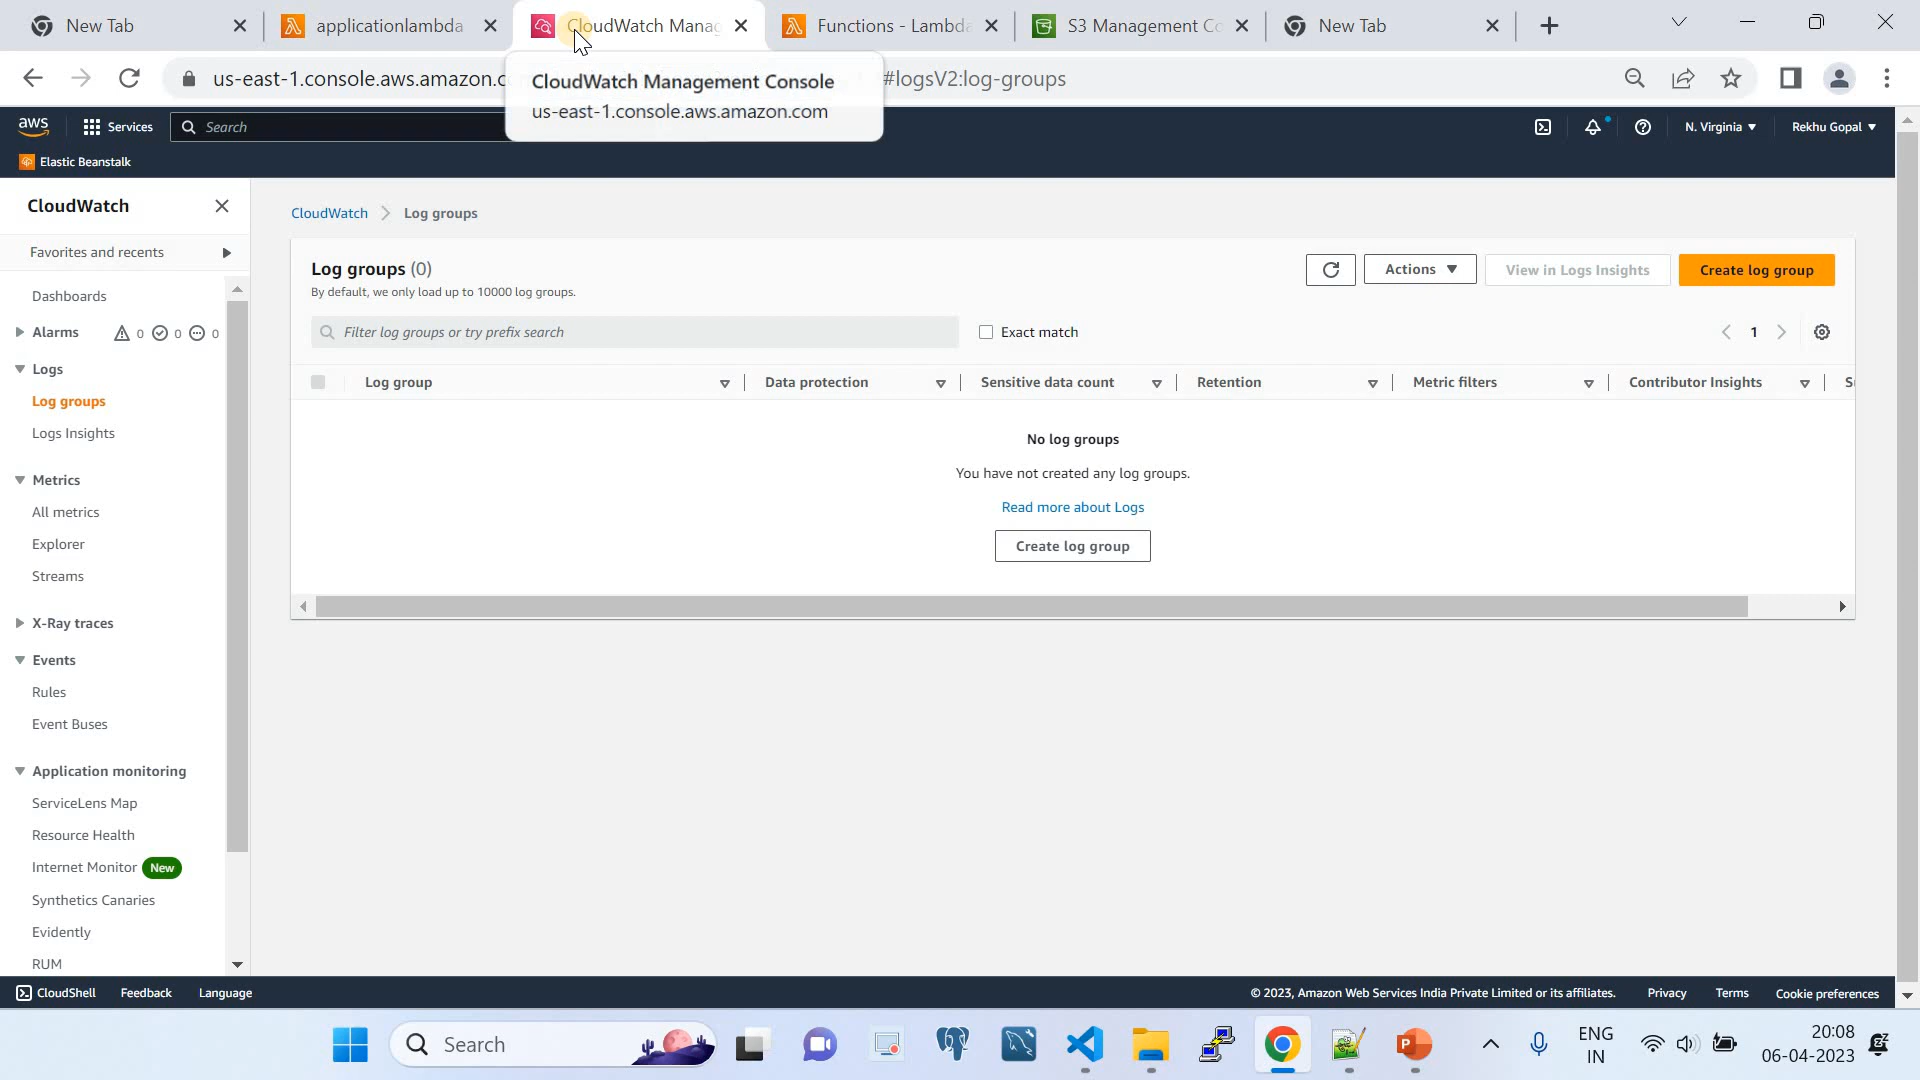 New Tab
applicationlambda
CloudWatch Manag
Functions - Lambda
S3 Management Co
New Tab
us-east-1.console.aws.amazon.c
#logsV2:log-groups
CloudWatch Management Console
us-east-1.console.aws.amazon.com
aws
Services
Search
N. Virginia
Rekhu Gopal
Elastic Beanstalk
CloudWatch
Favorites and recents
Dashboards
Alarms 0 0 0
Logs
Log groups
Logs Insights
Metrics
All metrics
Explorer
Streams
X-Ray traces
Events
Rules
Event Buses
Application monitoring
ServiceLens Map
Resource Health
Internet Monitor New
Synthetics Canaries
Evidently
RUM
CloudWatch > Log groups
Log groups (0)
By default, we only load up to 10000 log groups.
Actions
View in Logs Insights
Create log group
Filter log groups or try prefix search
Exact match
1
Log group
Data protection
Sensitive data count
Retention
Metric filters
Contributor Insights
No log groups
You have not created any log groups.
Read more about Logs
Create log group
CloudShell
Feedback
Language
© 2023, Amazon Web Services India Private Limited or its affiliates.
Privacy
Terms
Cookie preferences
Search
ENG
IN
20:08
06-04-2023